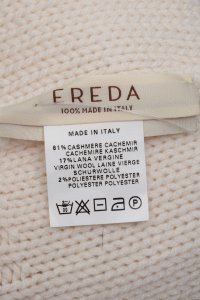 FREDA
100% MADE IN ITALY
MADE IN ITALY
81% CASHMERE CASHMERE
CACHEMIRE KASCHMIR
17% LANA VERGINE
VIRGIN WOOL LAINE VIERGE
SCHURWOLLE
2% POLIESTERE POLYESTER
POLYESTER POLYESTER
P